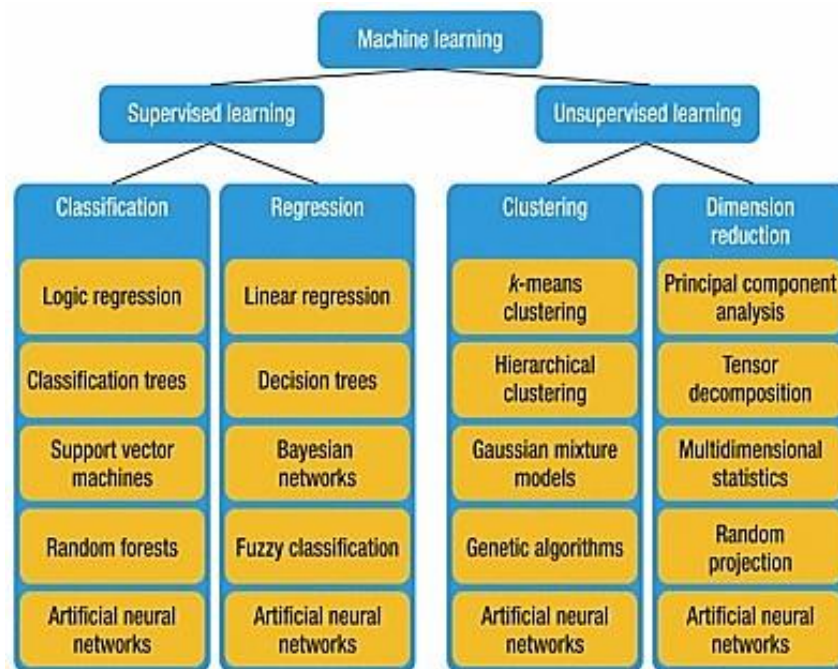 Machine learning
Supervised learning
Unsupervised learning
Classification
Logic regression
Classification trees
Support vector
machines
Random forests
Artificial neural
networks
Regression
Linear regression
Decision trees
Bayesian
networks
Fuzzy classification
Artificial neural
networks
Clustering
k-means
clustering
Hierarchical
clustering
Gaussian mixture
models
Genetic algorithms
Artificial neural
networks
Dimension
reduction
Principal component
analysis
Tensor
decomposition
Multidimensional
statistics
Random
projection
Artificial neural
networks